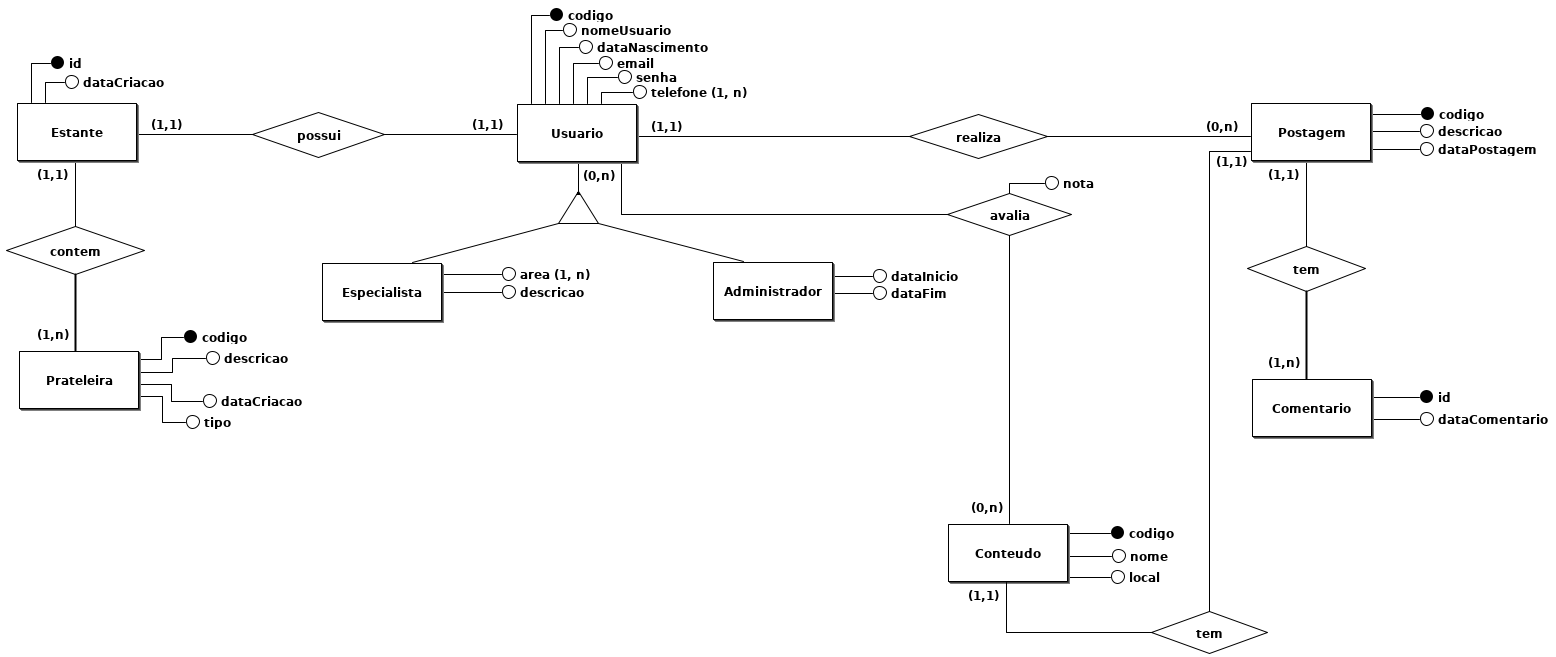 codigo
nomeUsuario
dataNascimento
email
senha
telefone (1, n)
id
dataCriacao
Estante
(1,1)
possui
(1,1)
Usuario
(1,1)
realiza
(0,n)
Postagem
codigo
descricao
dataPostagem
(1,1)
(1,1)
(0,n)
(1,1)
nota
avalia
contem
tem
Especialista
area (1, n)
descricao
Administrador
dataInicio
dataFim
(1,n)
codigo
descricao
Prateleira
dataCriacao
tipo
(1,n)
Comentario
id
dataComentario
(0,n)
Conteudo
codigo
nome
local
(1,1)
tem